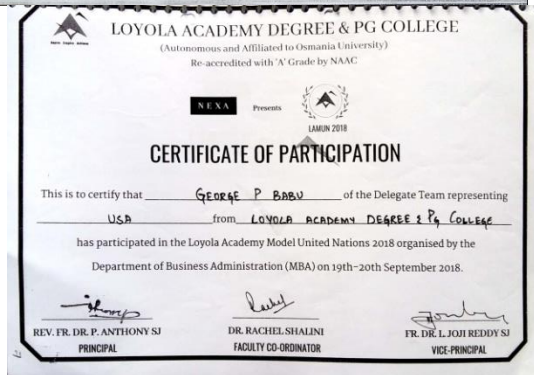 LOYOLA ACADEMY DEGREE & PG COLLEGE
(Autonomous and Affiliated to Osmania University)
Re-accredited with 'A' Grade by NAAC
NEXA Presents
LAMUN 2018
CERTIFICATE OF PARTICIPATION
This is to certify that GEORGE P BABU of the Delegate Team representing
USA from LOYOLA ACADEMY DEGREE & PG COLLEGE
has participated in the Loyola Academy Model United Nations 2018 organised by the
Department of Business Administration (MBA) on 19th-20th September 2018.
REV. FR. DR. P. ANTHONY SJ DR. RACHEL SHALINI FR. DR. L. JOJI REDDY SJ
PRINCIPAL FACULTY CO-ORDINATOR VICE-PRINCIPAL